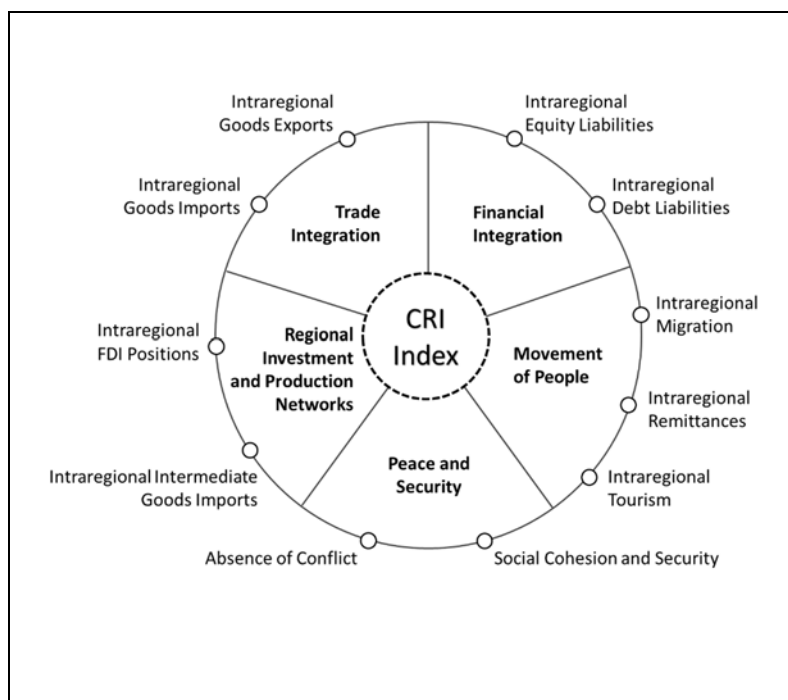 Intraregional
Goods Exports
Intraregional
Equity Liabilities
Intraregional
Goods Imports
Intraregional
Debt Liabilities
Trade
Integration
Financial
Integration
Intraregional
Migration
CRI
Index
Intraregional
FDI Positions
Regional
Investment
and Production
Networks
Movement
of People
Intraregional
Remittances
Peace and
Security
Intraregional Intermediate
Goods Imports
Intraregional
Tourism
Absence of Conflict
Social Cohesion and Security